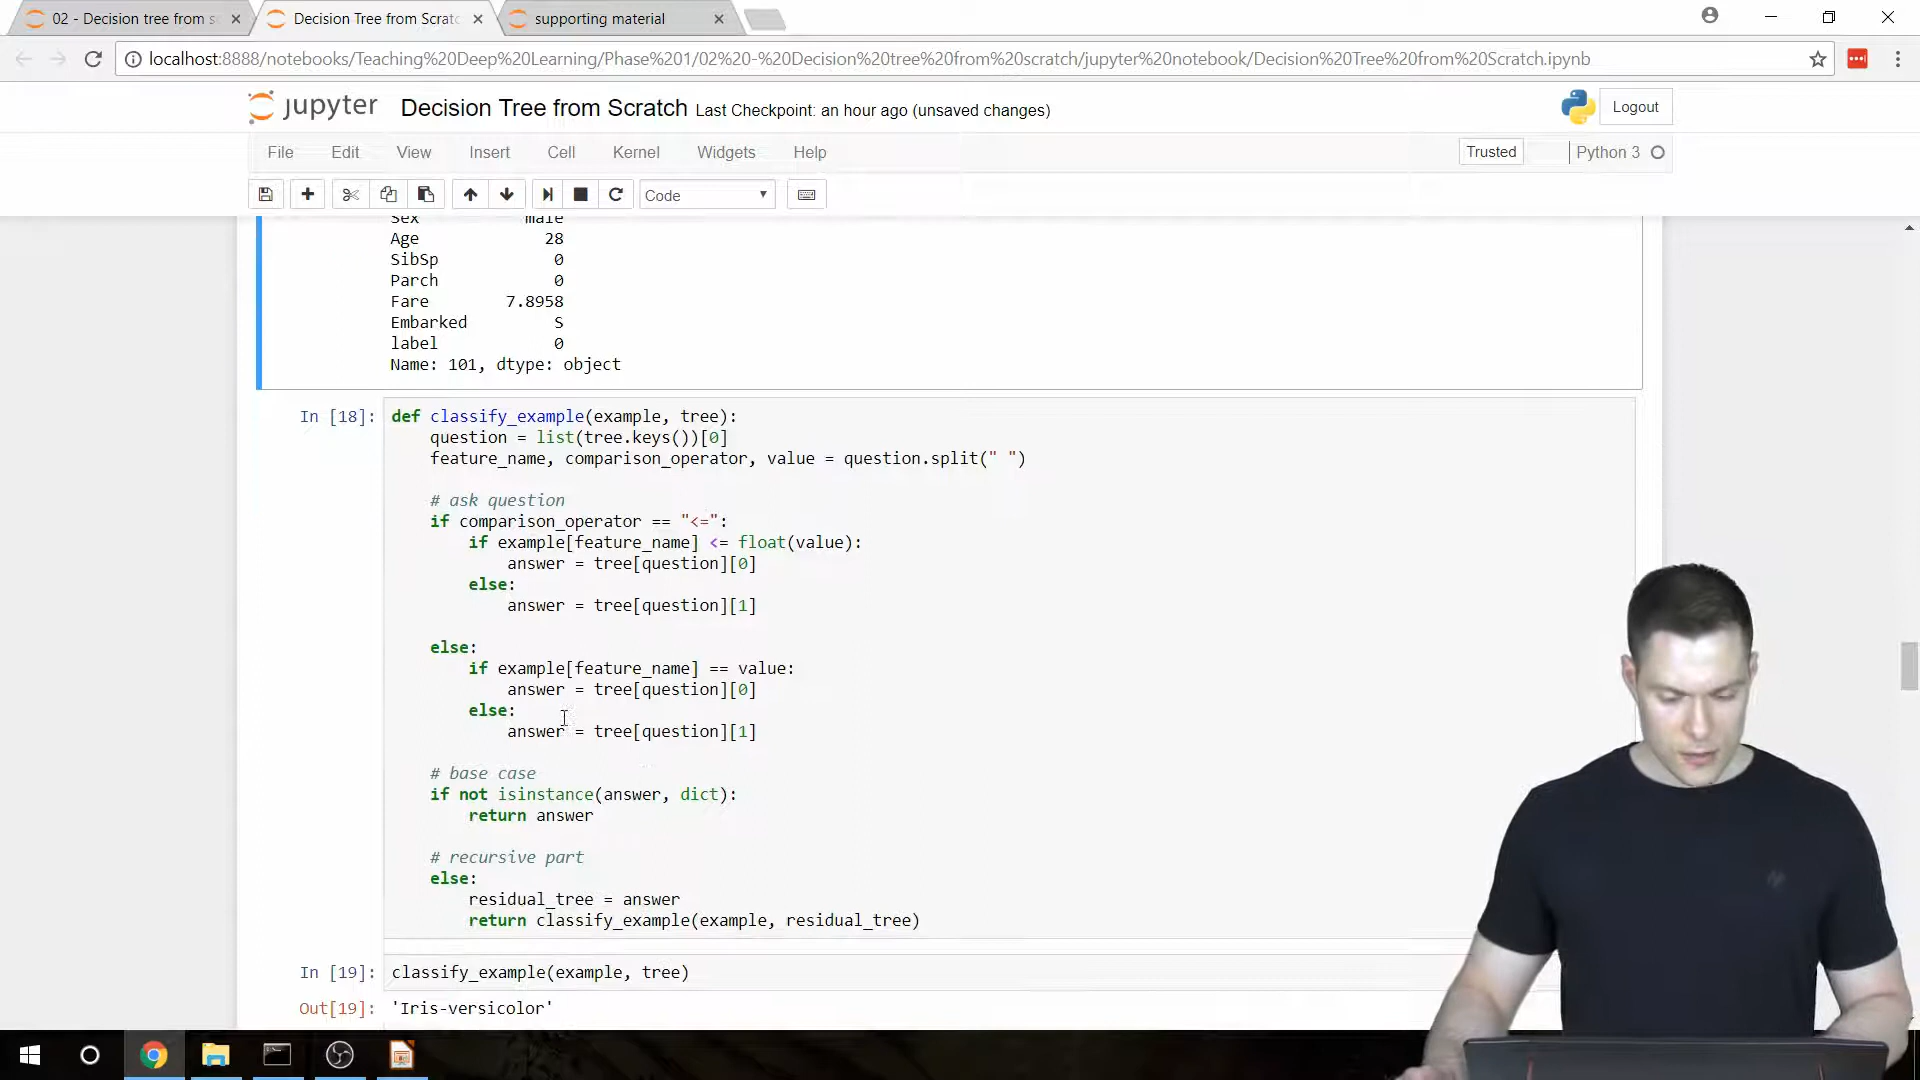 02 - Decision tree from s
Decision Tree from Scratc
supporting material
localhost:8888/notebooks/Teaching%20Deep%20Learning/Phase%201/02%20-%20Decision%20tree%20from%20scratch/jupyter%20notebook/Decision%20Tree%20from%20Scratch.ipynb
jupyter Decision Tree from Scratch Last Checkpoint: an hour ago (unsaved changes)
Logout
File Edit View Insert Cell Kernel Widgets Help
Trusted Python 3
Code
Sex male
Age 28
SibSp 0
Parch 0
Fare 7.8958
Embarked S
label 0
Name: 101, dtype: object
In [18]: def classify_example(example, tree):
question = list(tree.keys())[0]
feature_name, comparison_operator, value = question.split(" ")
# ask question
if comparison_operator == "<=":
if example[feature_name] <= float(value):
answer = tree[question][0]
else:
answer = tree[question][1]
else:
if example[feature_name] == value:
answer = tree[question][0]
else:
answer = tree[question][1]
# base case
if not isinstance(answer, dict):
return answer
# recursive part
else:
residual_tree = answer
return classify_example(example, residual_tree)
In [19]: classify_example(example, tree)
Out[19]: 'Iris-versicolor'